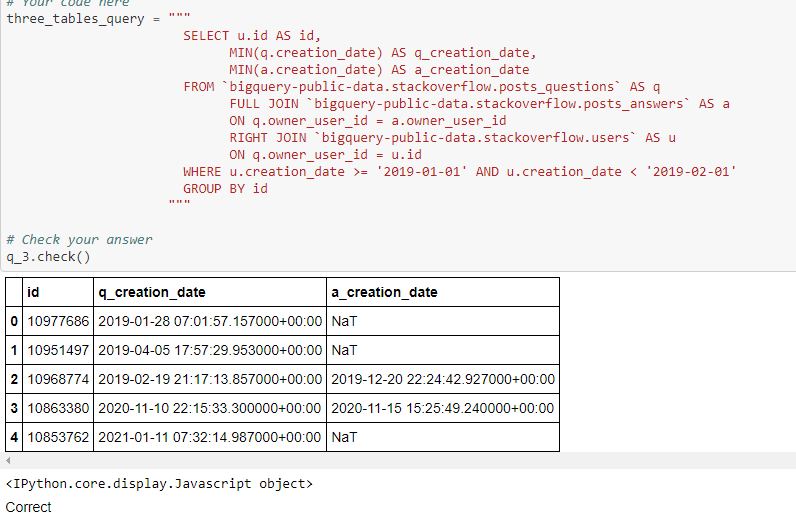 # Your code here
three_tables_query = """
SELECT u.id AS id,
MIN(q.creation_date) AS q_creation_date,
MIN(a.creation_date) AS a_creation_date
FROM `bigquery-public-data.stackoverflow.posts_questions` AS q
FULL JOIN `bigquery-public-data.stackoverflow.posts_answers` AS a
ON q.owner_user_id = a.owner_user_id
RIGHT JOIN `bigquery-public-data.stackoverflow.users` AS u
ON q.owner_user_id = u.id
WHERE u.creation_date >= '2019-01-01' AND u.creation_date < '2019-02-01'
GROUP BY id
"""
# Check your answer
q_3.check()
id q_creation_date a_creation_date
0 10977686 2019-01-28 07:01:57.157000+00:00 NaT
1 10951497 2019-04-05 17:57:29.953000+00:00 NaT
2 10968774 2019-02-19 21:17:13.857000+00:00 2019-12-20 22:24:42.927000+00:00
3 10863380 2020-11-10 22:15:33.300000+00:00 2020-11-15 15:25:49.240000+00:00
4 10853762 2021-01-11 07:32:14.987000+00:00 NaT
<IPython.core.display.Javascript object>
Correct